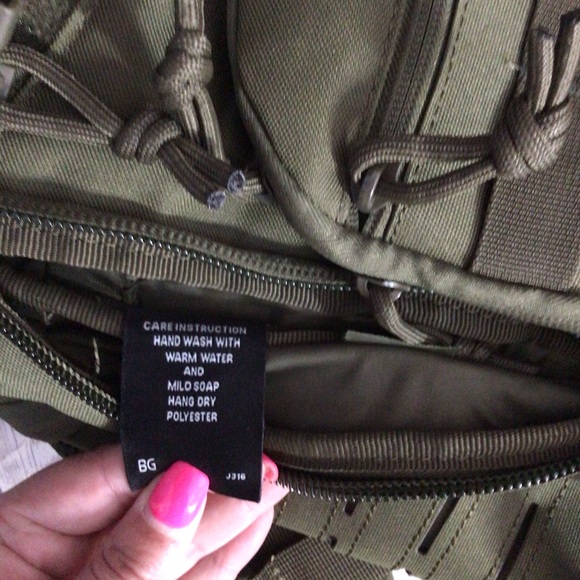 CARE INSTRUCTION
HAND WASH WITH
WARM WATER
AND
MILD SOAP
HANG DRY
POLYESTER
BG
J316